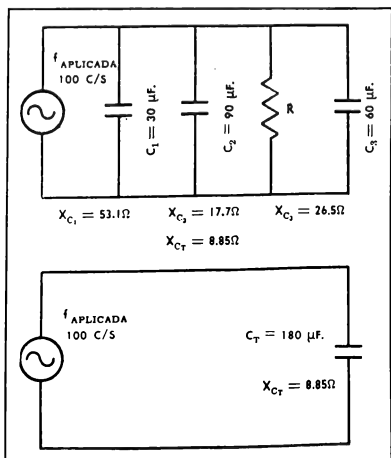 f APLICADA
100 C/S
C1 = 30 µF.
C2 = 90 µF.
R
C3 = 60 µF.
XC1 = 53.1Ω
XC2 = 17.7Ω
XC3 = 26.5Ω
XCT = 8.85Ω
f APLICADA
100 C/S
CT = 180 µF.
XCT = 8.85Ω